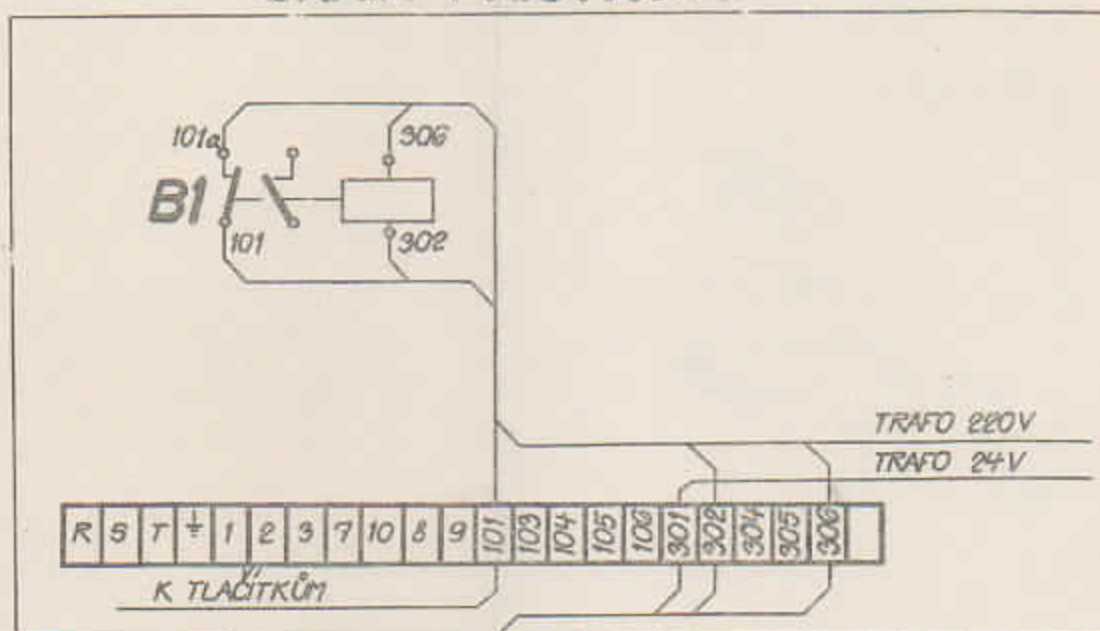 101a
306
B1
101
302
TRAFO 220V
TRAFO 24V
R S T ⏚ 1 2 3 7 10 8 9 101 103 104 105 106 301 302 304 305 306
K TLAČÍTKŮM